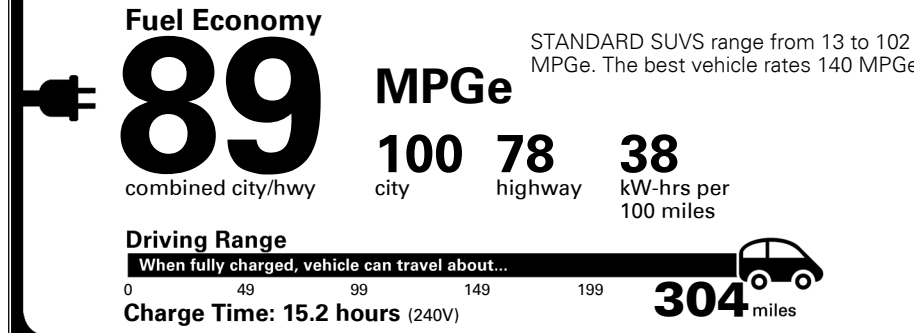 Fuel Economy
89
MPGe
STANDARD SUVS range from 13 to 102
MPGe. The best vehicle rates 140 MPGe
combined city/hwy
100
city
78
highway
38
kW-hrs per
100 miles
Driving Range
When fully charged, vehicle can travel about...
0 49 99 149 199
304 miles
Charge Time: 15.2 hours (240V)